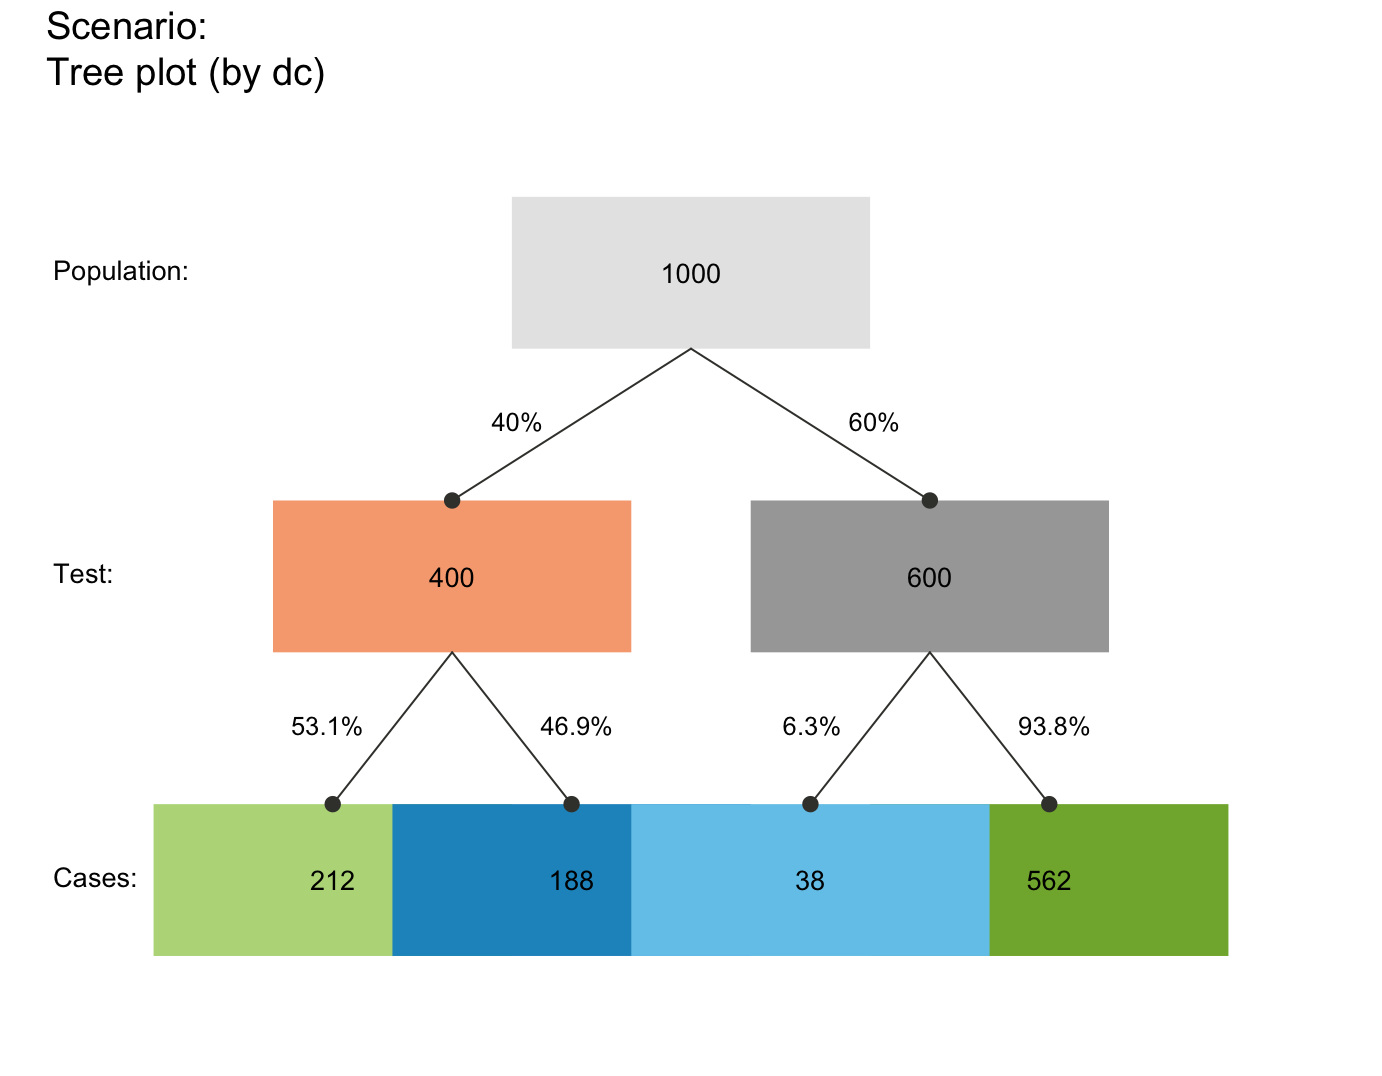 Scenario:
Tree plot (by dc)
Population:
1000
40%
60%
Test:
400
600
53.1%
46.9%
6.3%
93.8%
Cases:
212
188
38
562